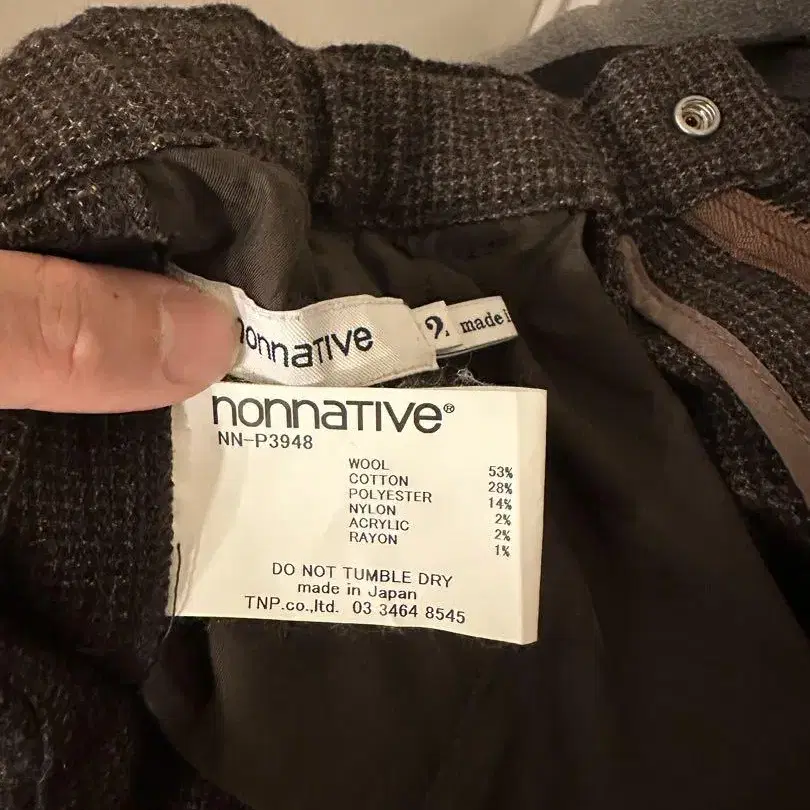 nonnative
2. made i
nonnative®
NN-P3948
WOOL 53%
COTTON 28%
POLYESTER 14%
NYLON 2%
ACRYLIC 2%
RAYON 1%
DO NOT TUMBLE DRY
made in Japan
TNP.co.,ltd. 03 3464 8545